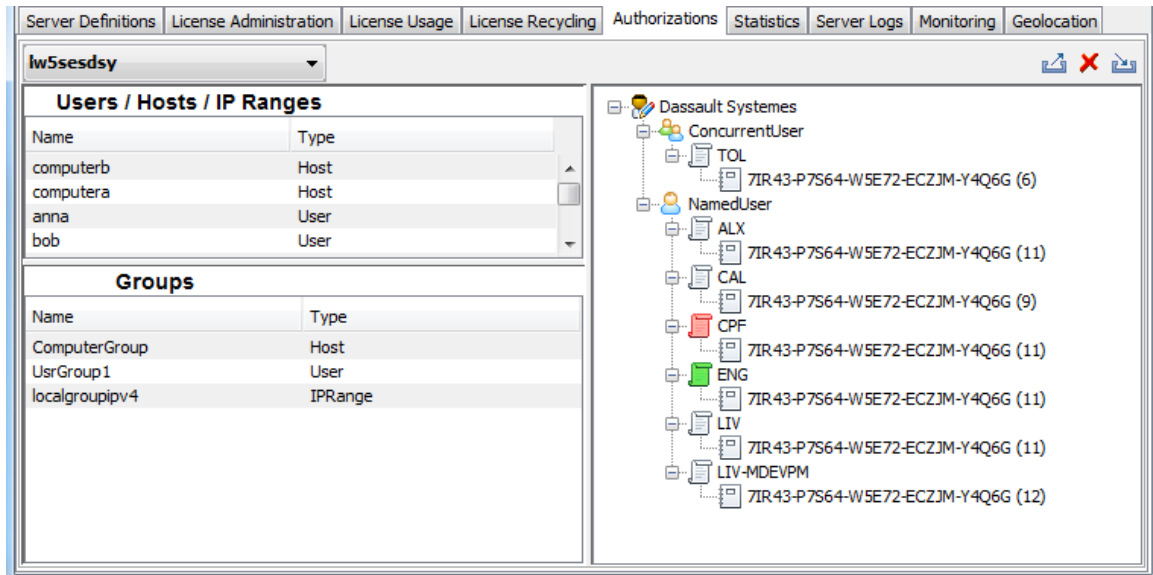 Server Definitions License Administration License Usage License Recycling Authorizations Statistics Server Logs Monitoring Geolocation
lw5sesdsy
Users / Hosts / IP Ranges
Name Type
computerb Host
computera Host
anna User
bob User
Groups
Name Type
ComputerGroup Host
UsrGroup1 User
localgroupipv4 IPRange
Dassault Systemes
ConcurrentUser
TOL
7IR43-P7S64-W5E72-ECZJM-Y4Q6G (6)
NamedUser
ALX
7IR43-P7S64-W5E72-ECZJM-Y4Q6G (11)
CAL
7IR43-P7S64-W5E72-ECZJM-Y4Q6G (9)
CPF
7IR43-P7S64-W5E72-ECZJM-Y4Q6G (11)
ENG
7IR43-P7S64-W5E72-ECZJM-Y4Q6G (11)
LIV
7IR43-P7S64-W5E72-ECZJM-Y4Q6G (11)
LIV-MDEVPM
7IR43-P7S64-W5E72-ECZJM-Y4Q6G (12)